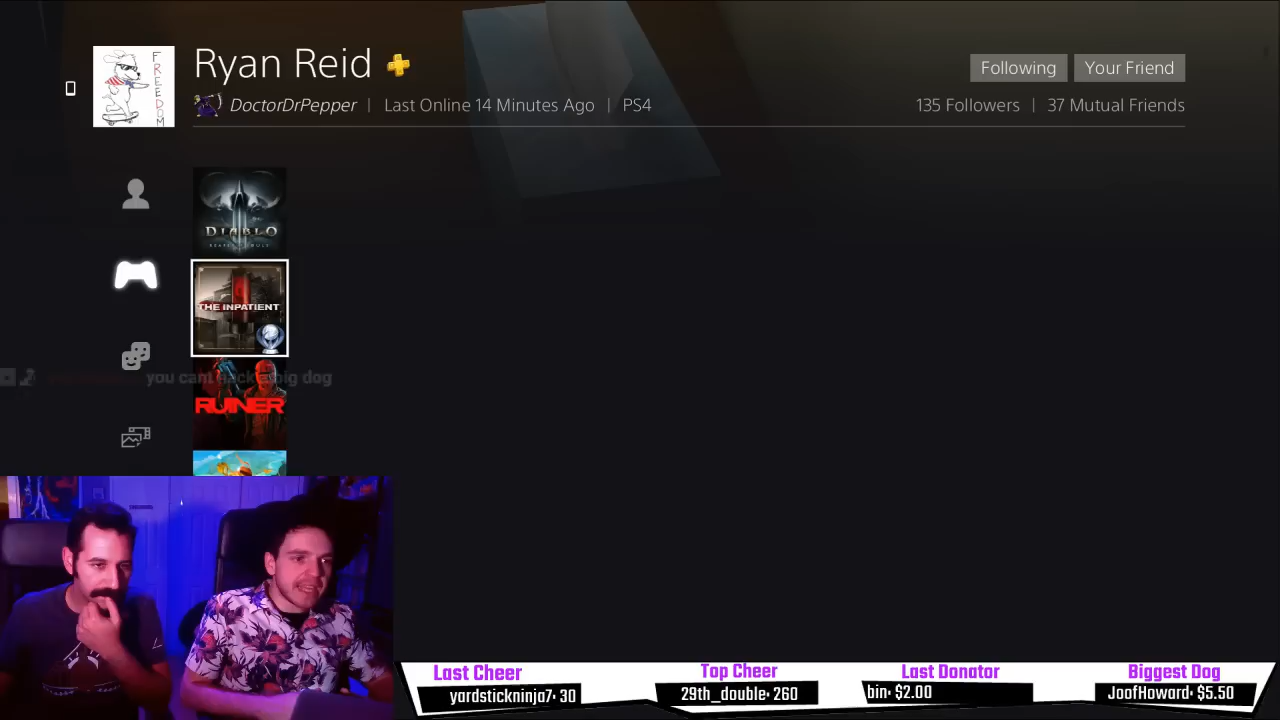 Ryan Reid
Following
Your Friend
FREEDOM
DoctorDrPepper | Last Online 14 Minutes Ago | PS4
135 Followers | 37 Mutual Friends
DIABLO
THE INPATIENT
you cant hack big dog
RUINER
Last Cheer
yardstickninja7: 30
Top Cheer
29th_double: 260
Last Donator
bin: $2.00
Biggest Dog
JoofHoward: $5.50